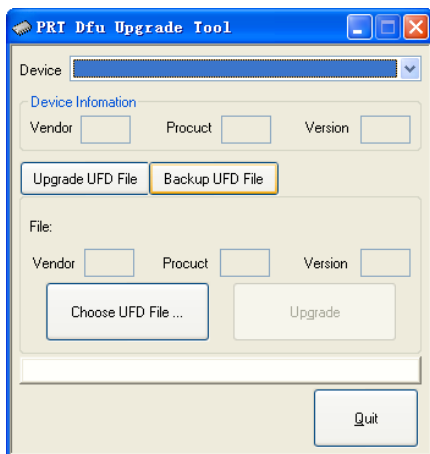 PRT Dfu Upgrade Tool
Device
Device Infomation
Vendor Procuct Version
Upgrade UFD File Backup UFD File
File:
Vendor Procuct Version
Choose UFD File ... Upgrade
Quit